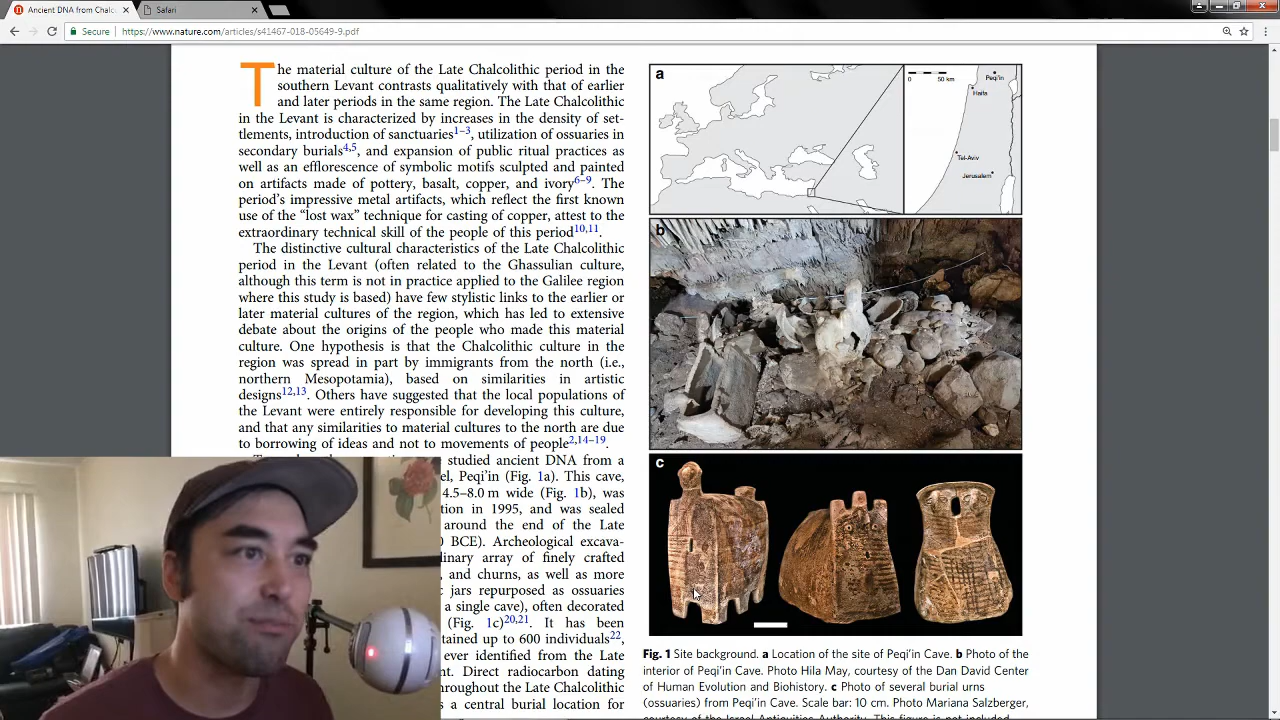 Ancient DNA from Chalc
Safari
Secure
https://www.nature.com/articles/s41467-018-05649-9.pdf
The material culture of the Late Chalcolithic period in the
southern Levant contrasts qualitatively with that of earlier
and later periods in the same region. The Late Chalcolithic
in the Levant is characterized by increases in the density of set-
tlements, introduction of sanctuaries1–3, utilization of ossuaries in
secondary burials4,5, and expansion of public ritual practices as
well as an efflorescence of symbolic motifs sculpted and painted
on artifacts made of pottery, basalt, copper, and ivory6–9. The
period's impressive metal artifacts, which reflect the first known
use of the “lost wax” technique for casting of copper, attest to the
extraordinary technical skill of the people of this period10,11.
The distinctive cultural characteristics of the Late Chalcolithic
period in the Levant (often related to the Ghassulian culture,
although this term is not in practice applied to the Galilee region
where this study is based) have few stylistic links to the earlier or
later material cultures of the region, which has led to extensive
debate about the origins of the people who made this material
culture. One hypothesis is that the Chalcolithic culture in the
region was spread in part by immigrants from the north (i.e.,
northern Mesopotamia), based on similarities in artistic
designs12,13. Others have suggested that the local populations of
the Levant were entirely responsible for developing this culture,
and that any similarities to material cultures to the north are due
to borrowing of ideas and not to movements of people2,14–19.
studied ancient DNA from a
el, Peqi'in (Fig. 1a). This cave,
4.5–8.0 m wide (Fig. 1b), was
tion in 1995, and was sealed
around the end of the Late
BCE). Archeological excava-
linary array of finely crafted
, and churns, as well as more
jars repurposed as ossuaries
a single cave), often decorated
(Fig. 1c)20,21. It has been
tained up to 600 individuals22,
ever identified from the Late
nt. Direct radiocarbon dating
roughout the Late Chalcolithic
s a central burial location for
a
0 50 km
Peqi'in
Haifa
Tel-Aviv
Jerusalem
b
c
Fig. 1 Site background. a Location of the site of Peqi'in Cave. b Photo of the
interior of Peqi'in Cave. Photo Hila May, courtesy of the Dan David Center
of Human Evolution and Biohistory. c Photo of several burial urns
(ossuaries) from Peqi'in Cave. Scale bar: 10 cm. Photo Mariana Salzberger,
courtesy of the Israel Antiquities Authority. This figure is not included